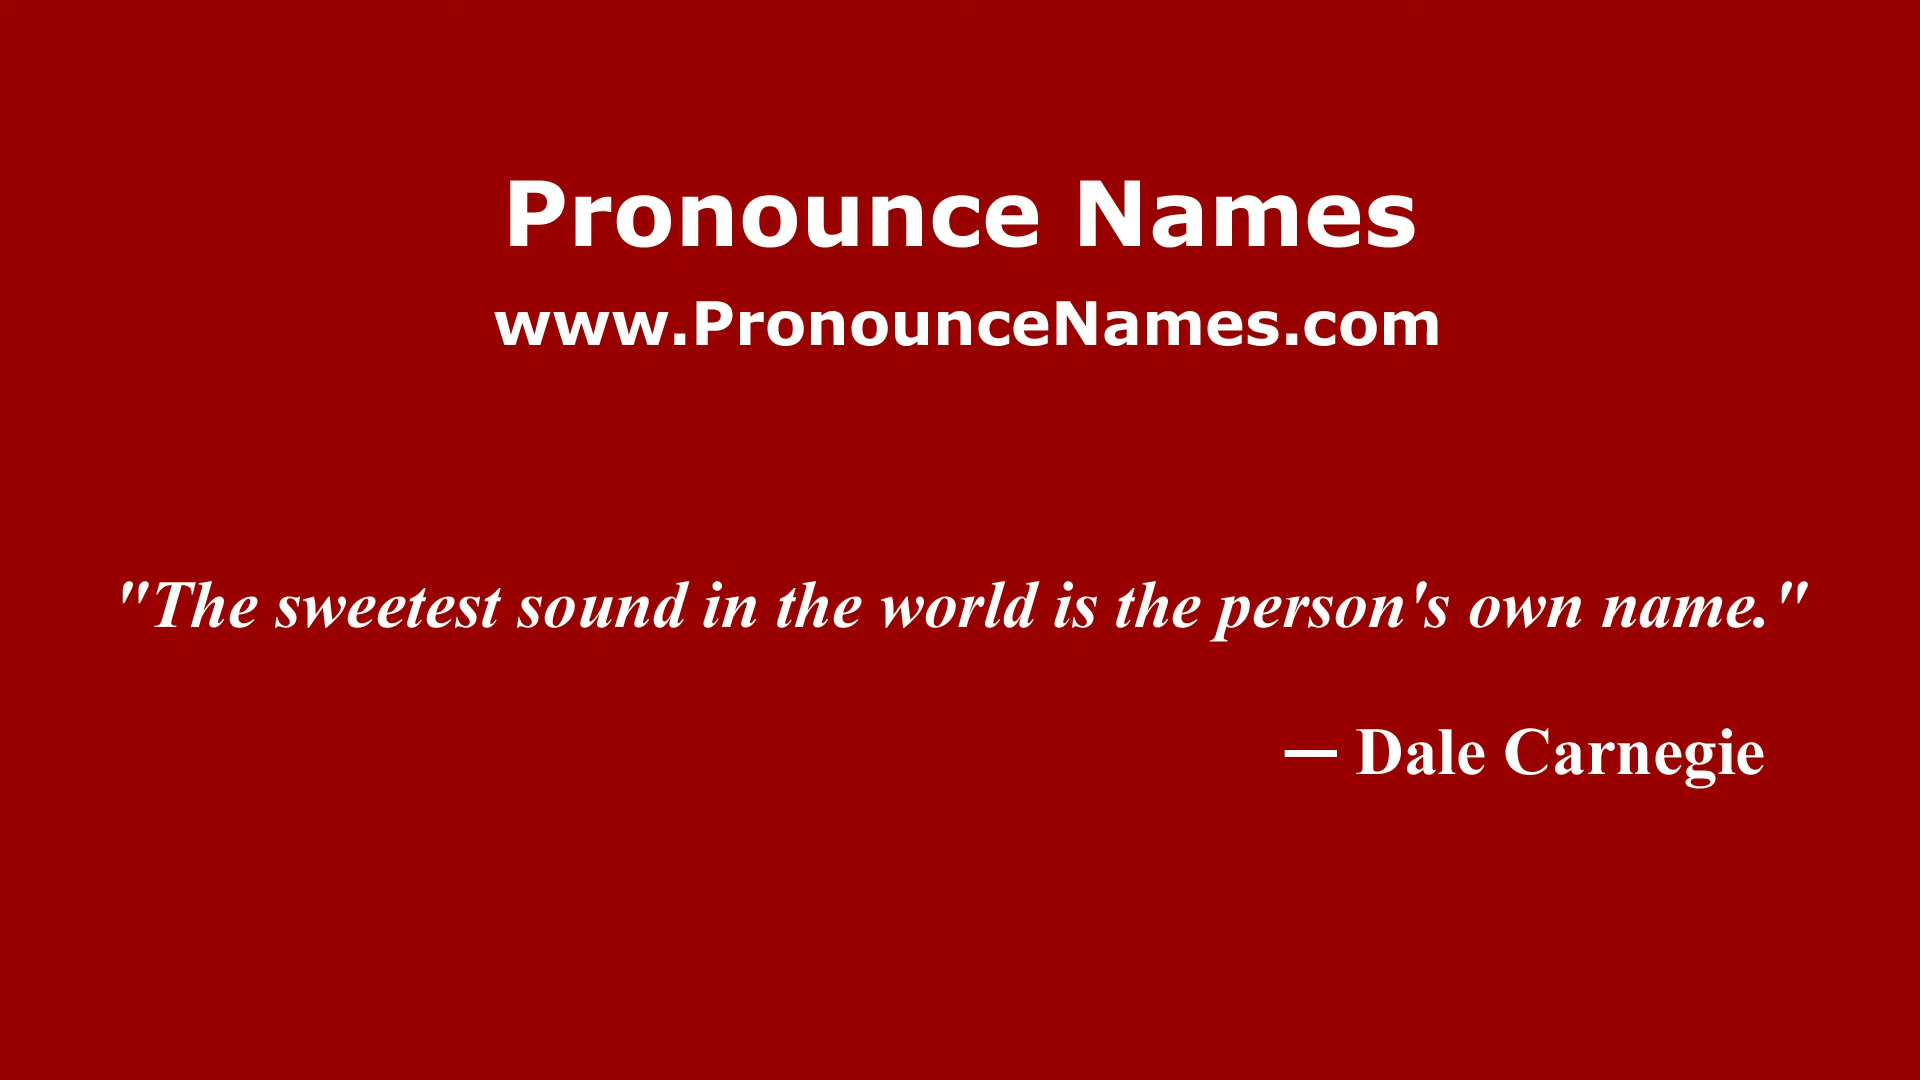 Pronounce Names
www.PronounceNames.com
"The sweetest sound in the world is the person's own name."
— Dale Carnegie